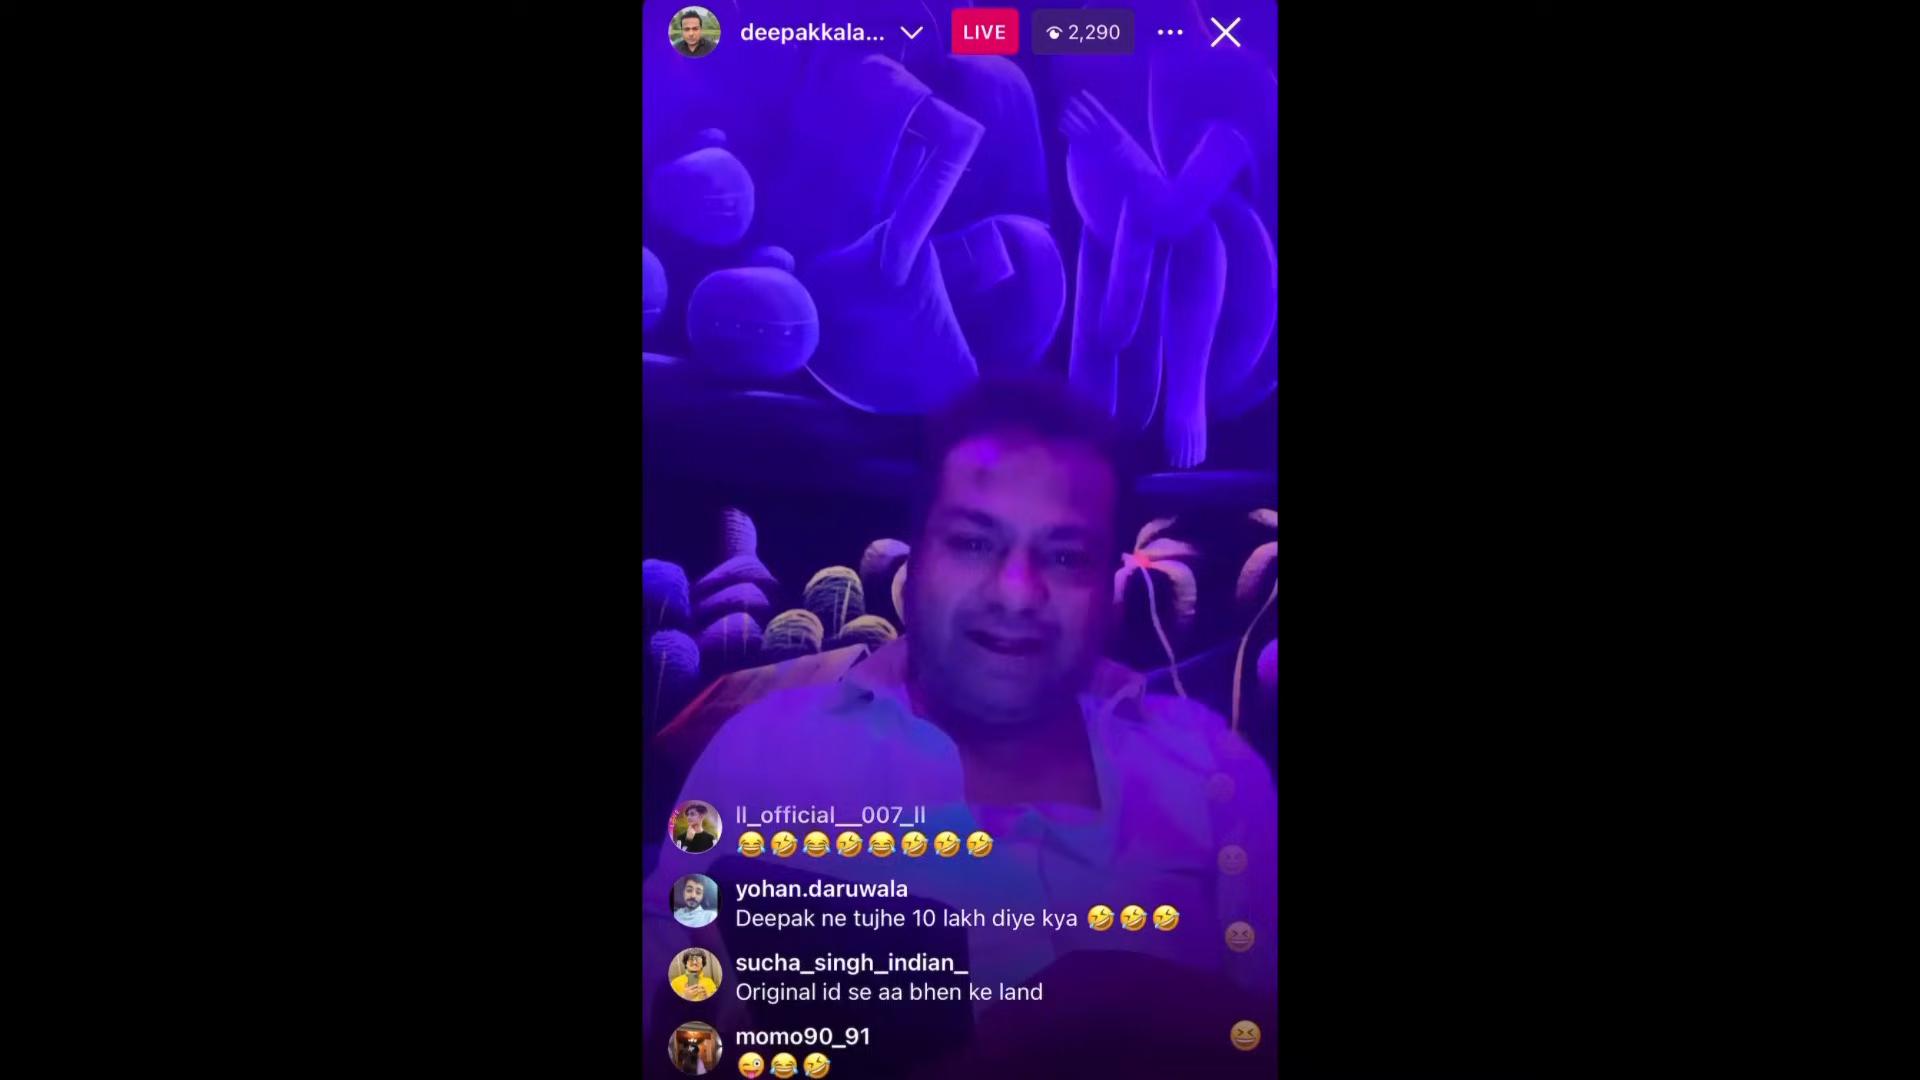 deepakkala...
LIVE
2,290
ll_official__007_ll
😂🤣😂🤣😂🤣🤣🤣
yohan.daruwala
Deepak ne tujhe 10 lakh diye kya 🤣🤣🤣
sucha_singh_indian_
Original id se aa bhen ke land
momo90_91
😜😂🤣